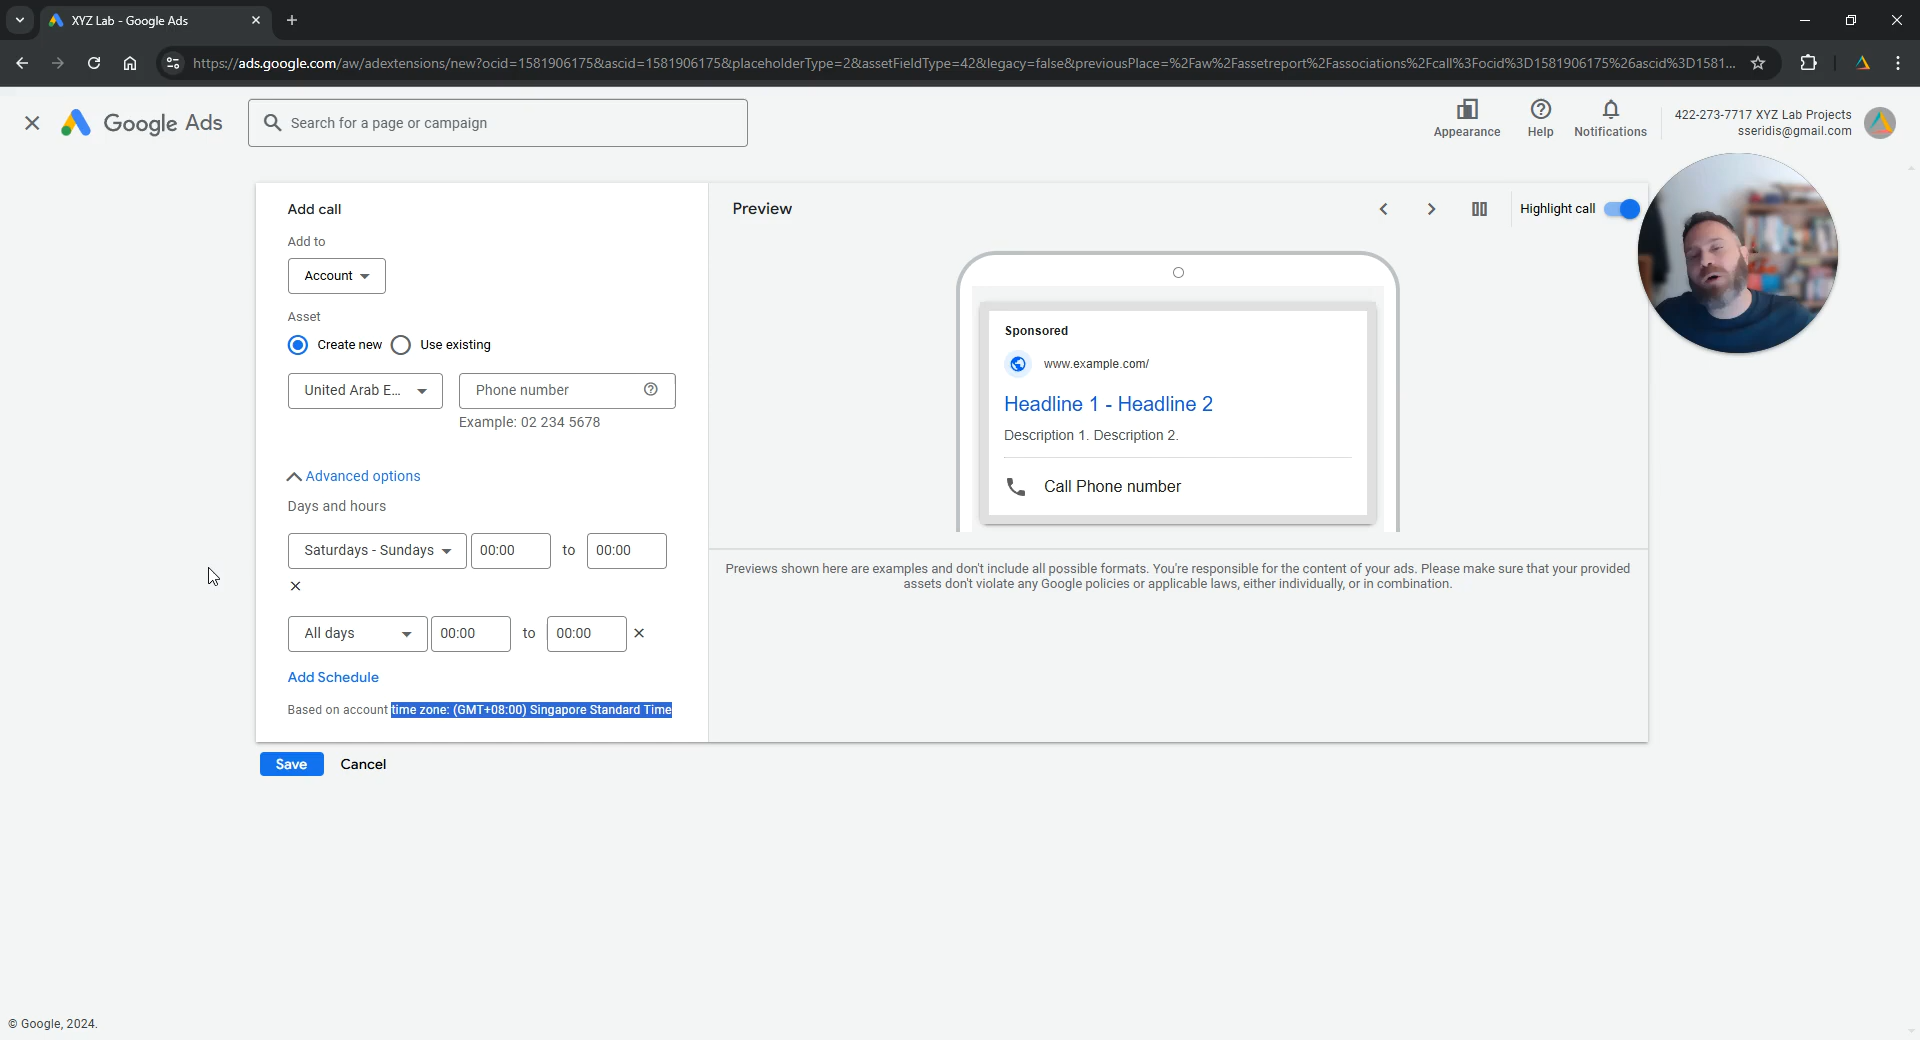 XYZ Lab - Google Ads
https://ads.google.com/aw/adextensions/new?ocid=1581906175&ascid=1581906175&placeholderType=2&assetFieldType=42&legacy=false&previousPlace=%2Faw%2Fassetreport%2Fassociations%2Fcall%3Focid%3D1581906175%26ascid%3D1581...
Google Ads
Search for a page or campaign
Appearance
Help
Notifications
422-273-7717 XYZ Lab Projects
sseridis@gmail.com
Add call
Add to
Account
Asset
Create new
Use existing
United Arab E...
Phone number
Example: 02 234 5678
Advanced options
Days and hours
Saturdays - Sundays
00:00
to
00:00
All days
00:00
to
00:00
Add Schedule
Based on account time zone: (GMT+08:00) Singapore Standard Time
Save
Cancel
Preview
Highlight call
Sponsored
www.example.com/
Headline 1 - Headline 2
Description 1. Description 2.
Call Phone number
Previews shown here are examples and don't include all possible formats. You're responsible for the content of your ads. Please make sure that your provided
assets don't violate any Google policies or applicable laws, either individually, or in combination.
© Google, 2024.